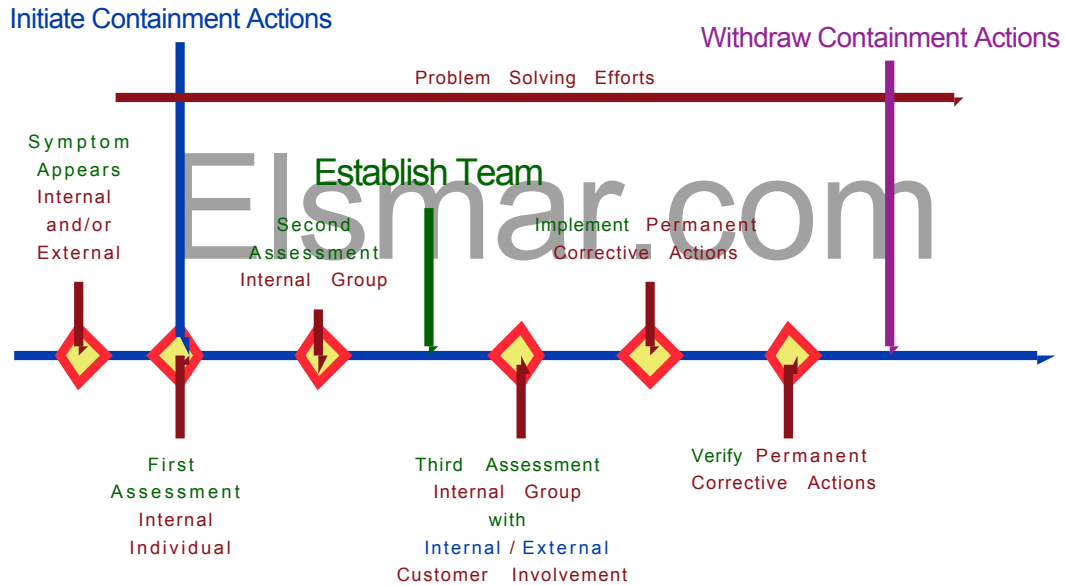 Initiate Containment Actions
Withdraw Containment Actions
Problem Solving Efforts
Symptom
Appears
Internal
and/or
External
Elsmar.com
Establish Team
Second
Assessment
Internal Group
Implement Permanent
Corrective Actions
First
Assessment
Internal
Individual
Third Assessment
Internal Group
with
Internal / External
Customer Involvement
Verify Permanent
Corrective Actions